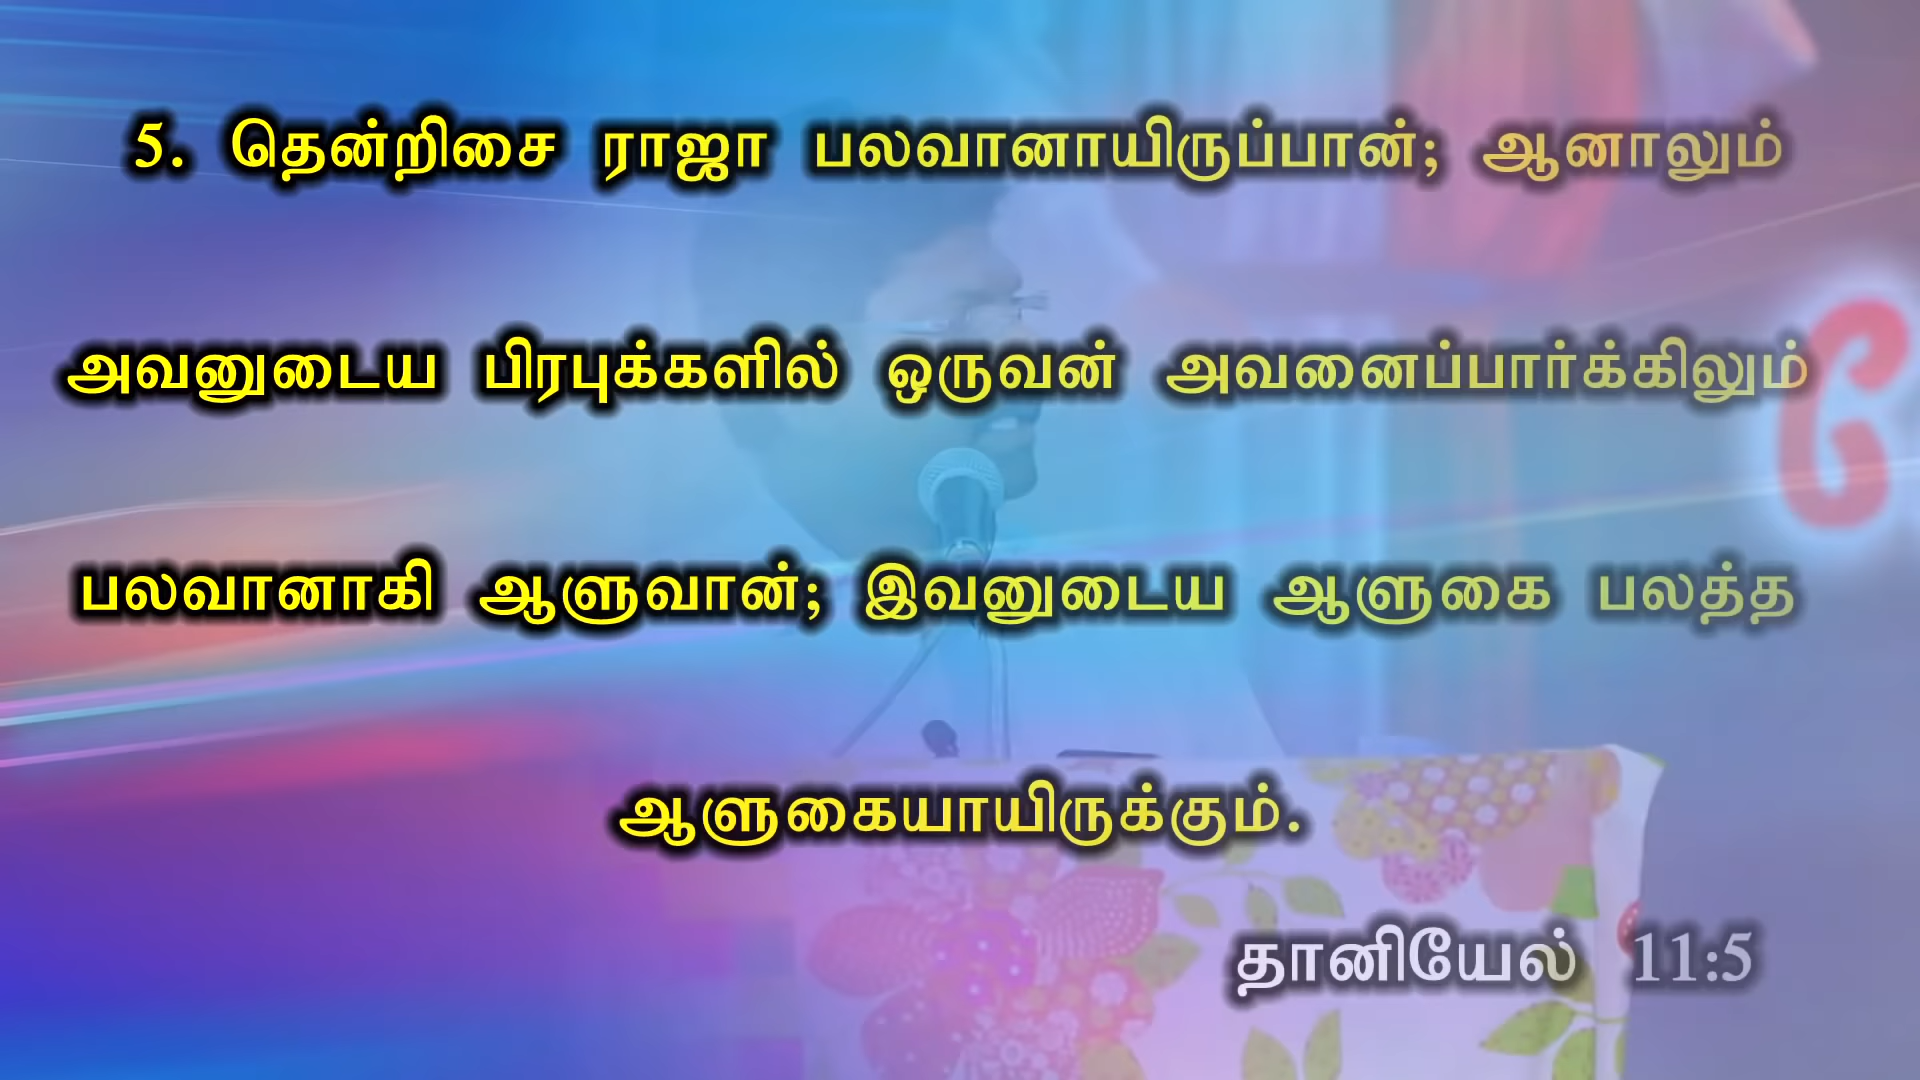 5. தென்றிசை ராஜா பலவானாயிருப்பான்; ஆனாலும்
அவனுடைய பிரபுக்களில் ஒருவன் அவனைப்பார்க்கிலும்
பலவானாகி ஆளுவான்; இவனுடைய ஆளுகை பலத்த
ஆளுகையாயிருக்கும்.
தானியேல் 11:5